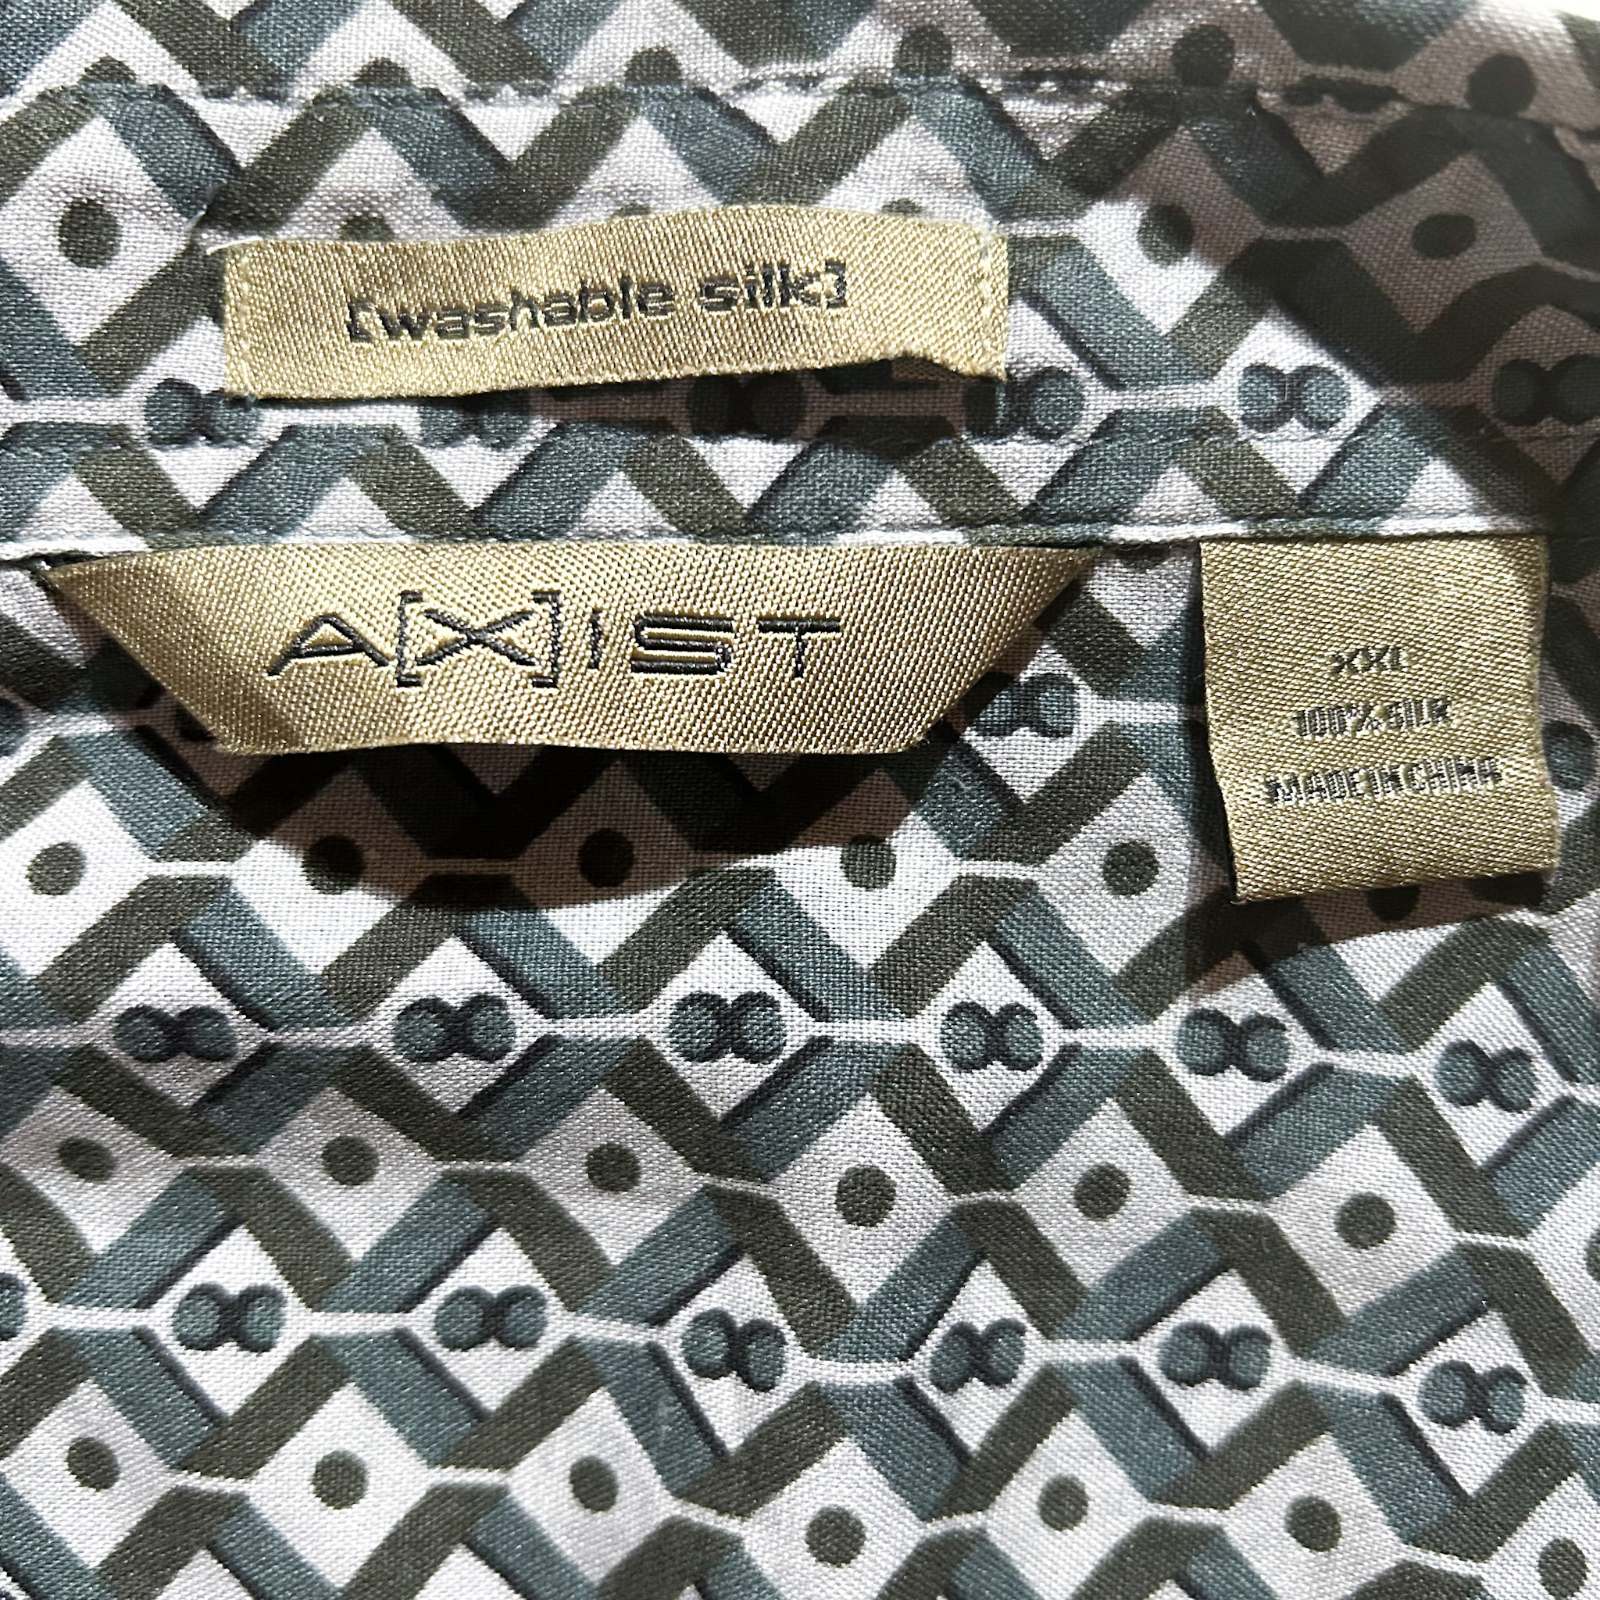 [washable silk]
A[X]IST
XXL
100% SILK
MADE IN CHINA